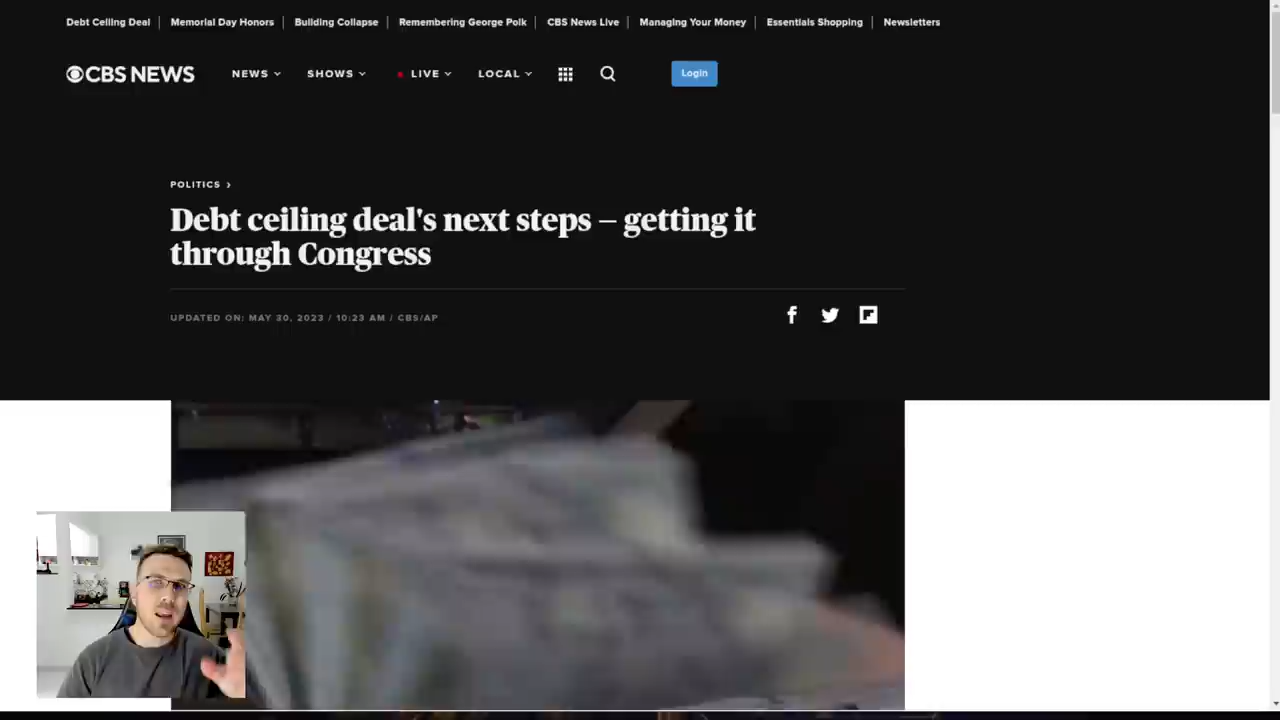 Debt Ceiling Deal
Memorial Day Honors
Building Collapse
Remembering George Polk
CBS News Live
Managing Your Money
Essentials Shopping
Newsletters
CBS NEWS
NEWS
SHOWS
LIVE
LOCAL
Login
POLITICS ›
Debt ceiling deal's next steps – getting it
through Congress
UPDATED ON: MAY 30, 2023 / 10:23 AM / CBS/AP